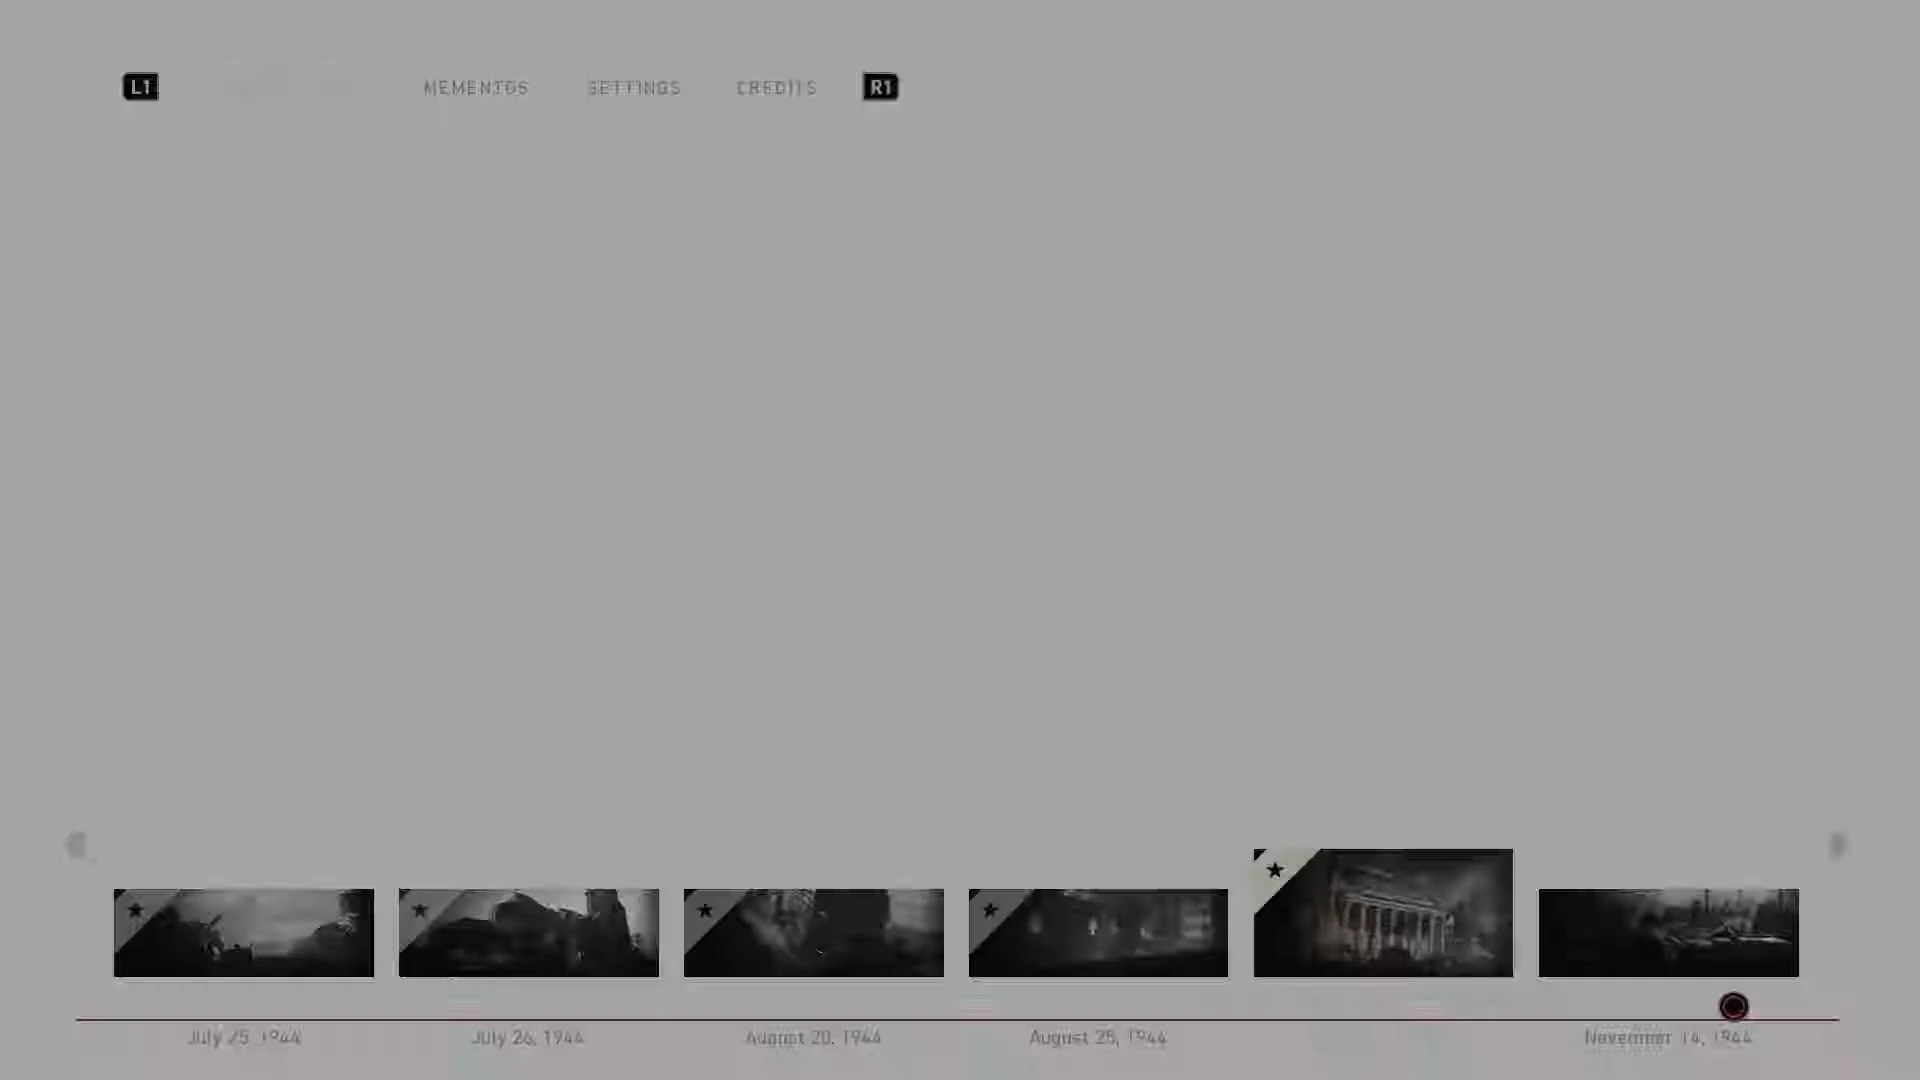 L1 MEMENTOS SETTINGS CREDITS R1
July 25, 1944 July 26, 1944 August 20, 1944 August 25, 1944 November 14, 1944